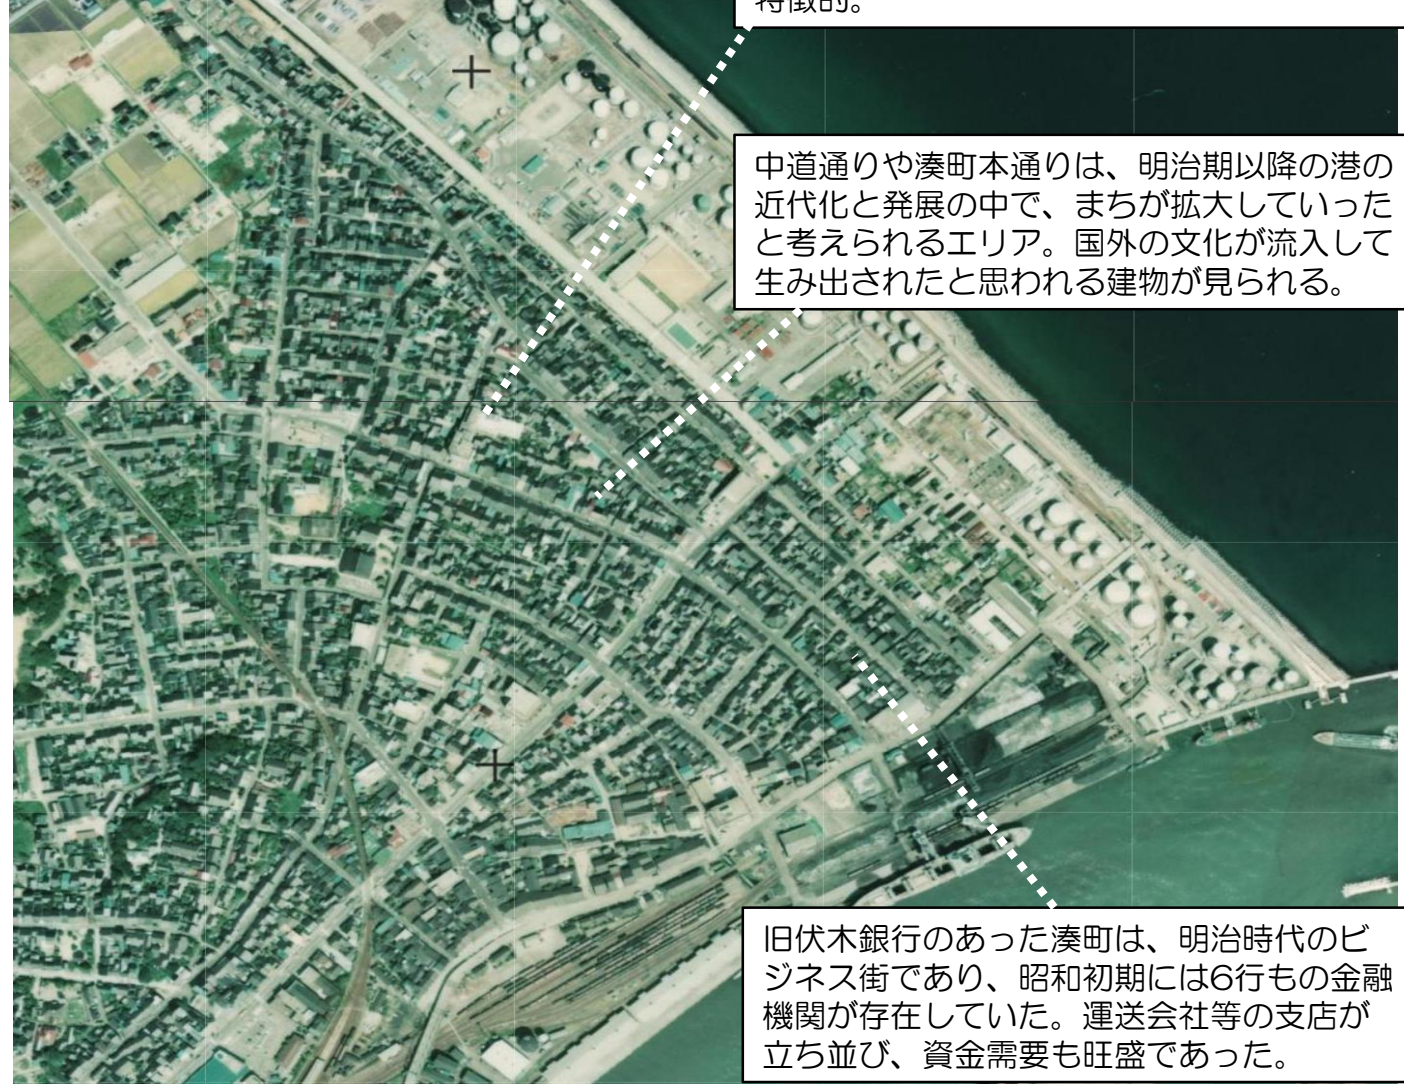 特徴的。
中道通りや湊町本通りは、明治期以降の港の
近代化と発展の中で、まちが拡大していった
と考えられるエリア。国外の文化が流入して
生み出されたと思われる建物が見られる。
旧伏木銀行のあった湊町は、明治時代のビ
ジネス街であり、昭和初期には6行もの金融
機関が存在していた。運送会社等の支店が
立ち並び、資金需要も旺盛であった。